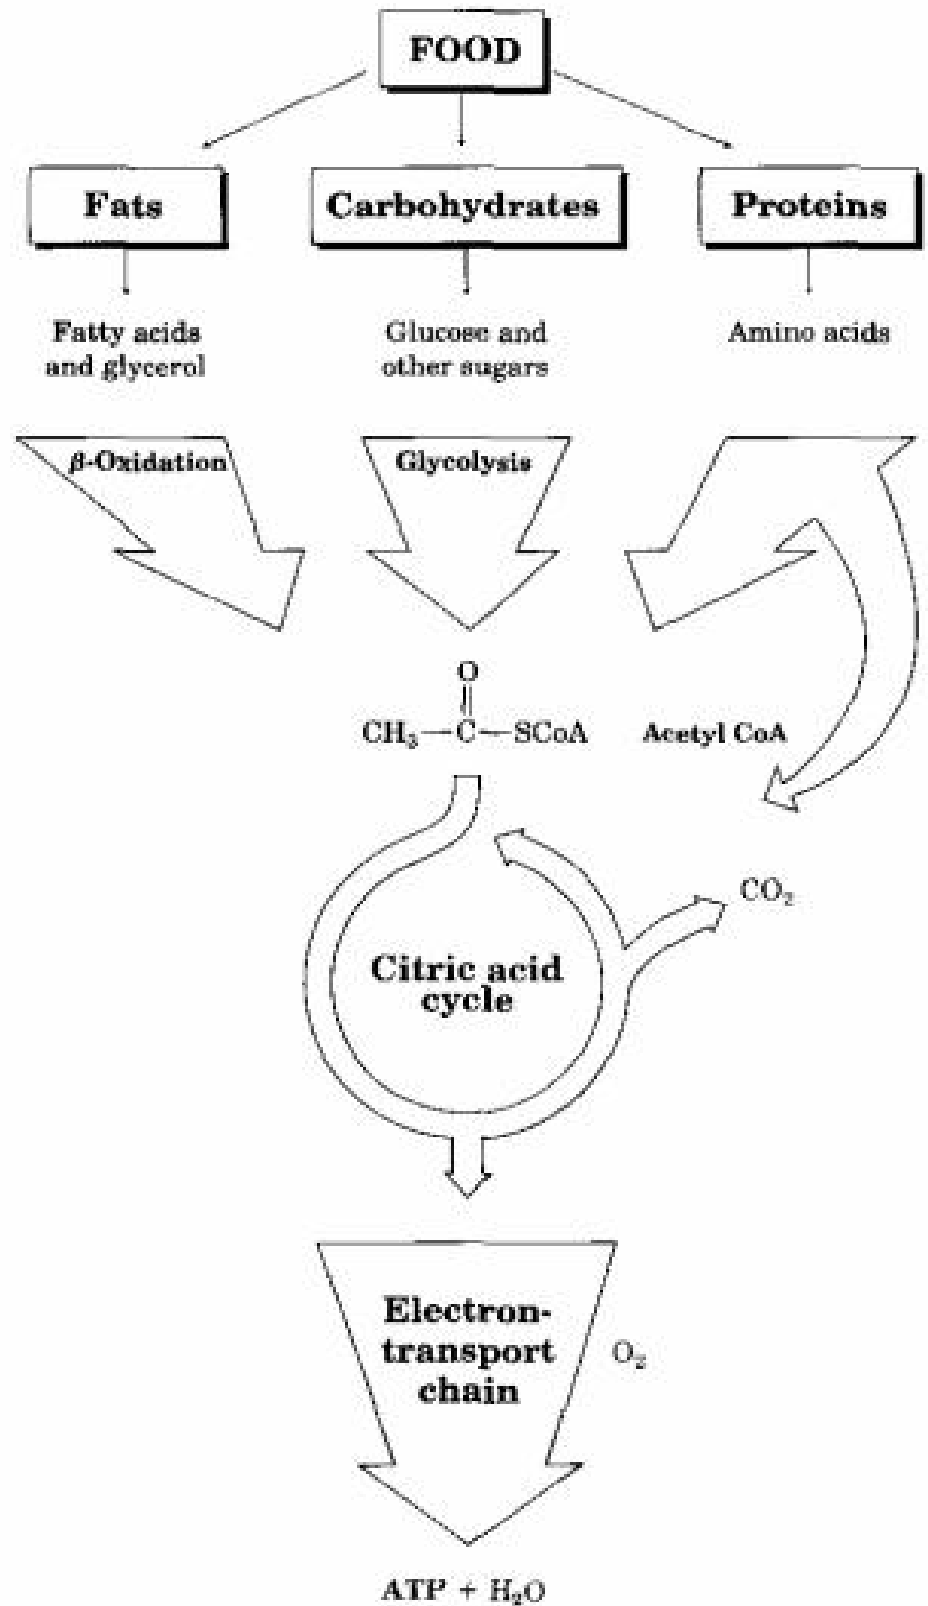 FOOD
Fats
Carbohydrates
Proteins
Fatty acids
and glycerol
Glucose and
other sugars
Amino acids
β-Oxidation
Glycolysis
O
CH₃—C—SCoA
Acetyl CoA
CO₂
Citric acid
cycle
Electron-
transport
chain
O₂
ATP + H₂O